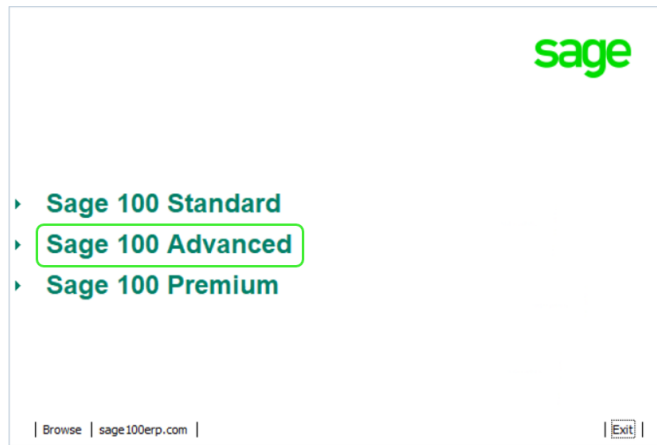 sage
Sage 100 Standard
Sage 100 Advanced
Sage 100 Premium
Browse | sage100erp.com | Exit